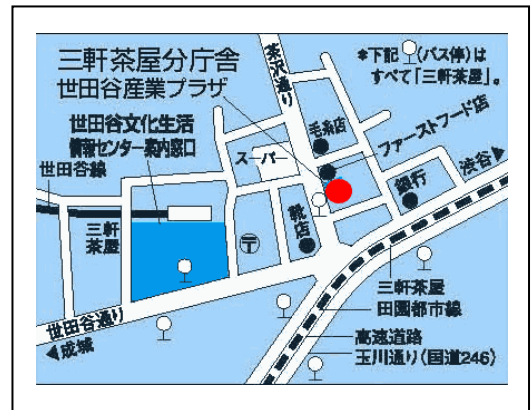 三軒茶屋分庁舎
世田谷産業プラザ
茶沢通り
*下記 (バス停)は
すべて「三軒茶屋」。
世田谷文化生活
情報センター案内窓口
世田谷線
スーパー
毛糸店
ファーストフード店
渋谷
銀行
靴店
三軒
茶屋
〒
三軒茶屋
田園都市線
世田谷通り
成城
高速道路
玉川通り(国道246)